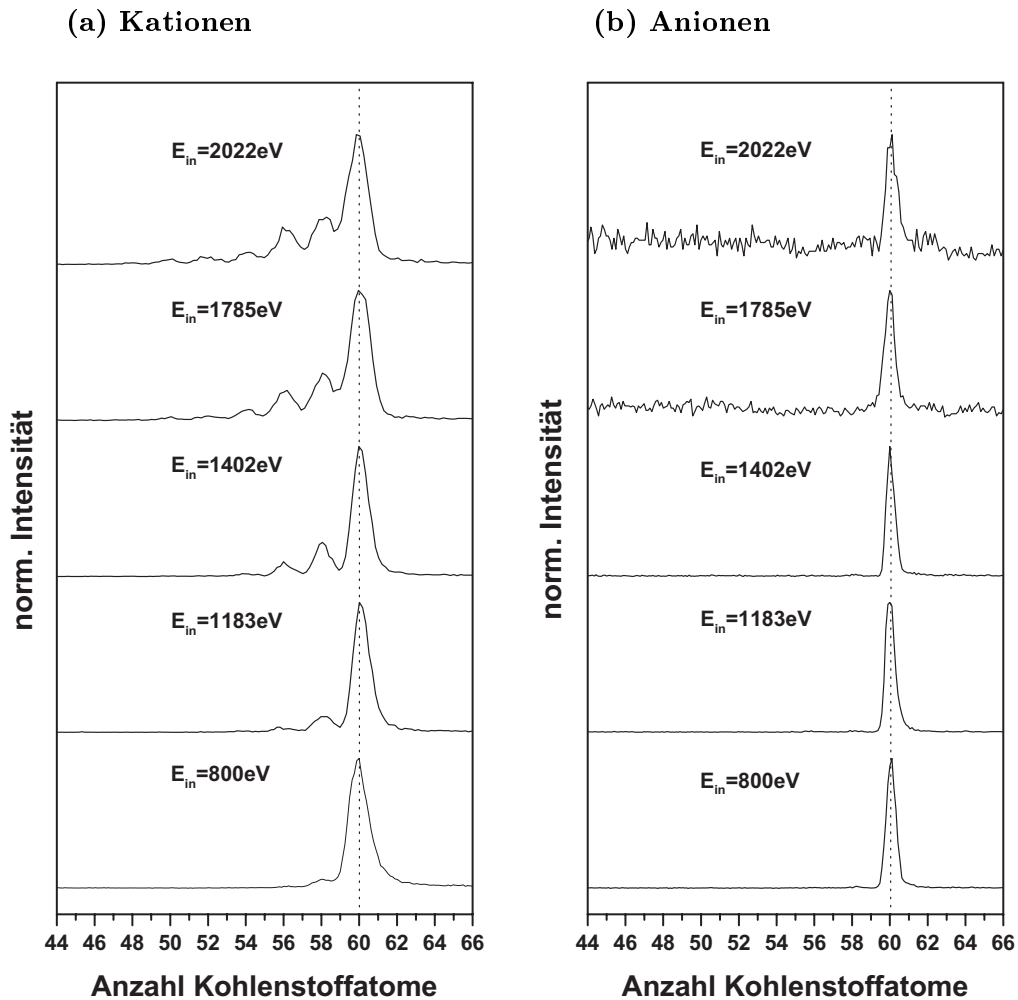 (a) Kationen
norm. Intensität
E_in=2022eV
E_in=1785eV
E_in=1402eV
E_in=1183eV
E_in=800eV
44 46 48 50 52 54 56 58 60 62 64 66
Anzahl Kohlenstoffatome
(b) Anionen
norm. Intensität
E_in=2022eV
E_in=1785eV
E_in=1402eV
E_in=1183eV
E_in=800eV
44 46 48 50 52 54 56 58 60 62 64 66
Anzahl Kohlenstoffatome